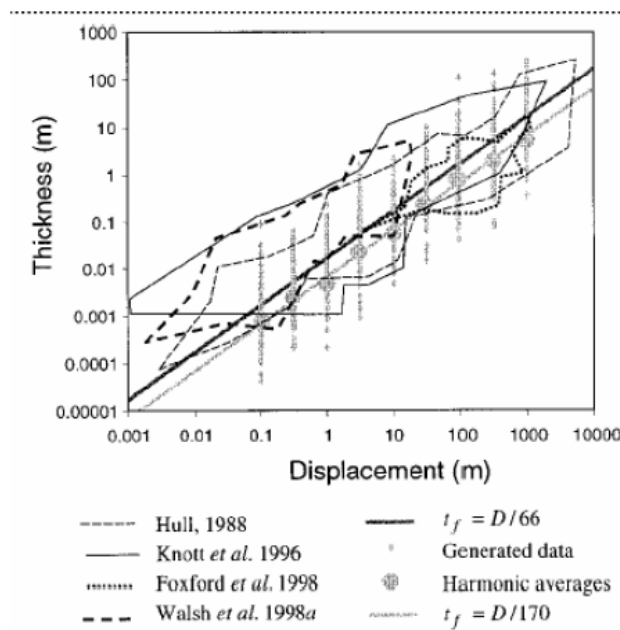 1000
100
10
1
0.1
0.01
0.001
0.0001
0.00001
Thickness (m)
0.001 0.01 0.1 1 10 100 1000 10000
Displacement (m)
Hull, 1988
Knott et al. 1996
Foxford et al. 1998
Walsh et al. 1998a
t_f = D/66
Generated data
Harmonic averages
t_f = D/170